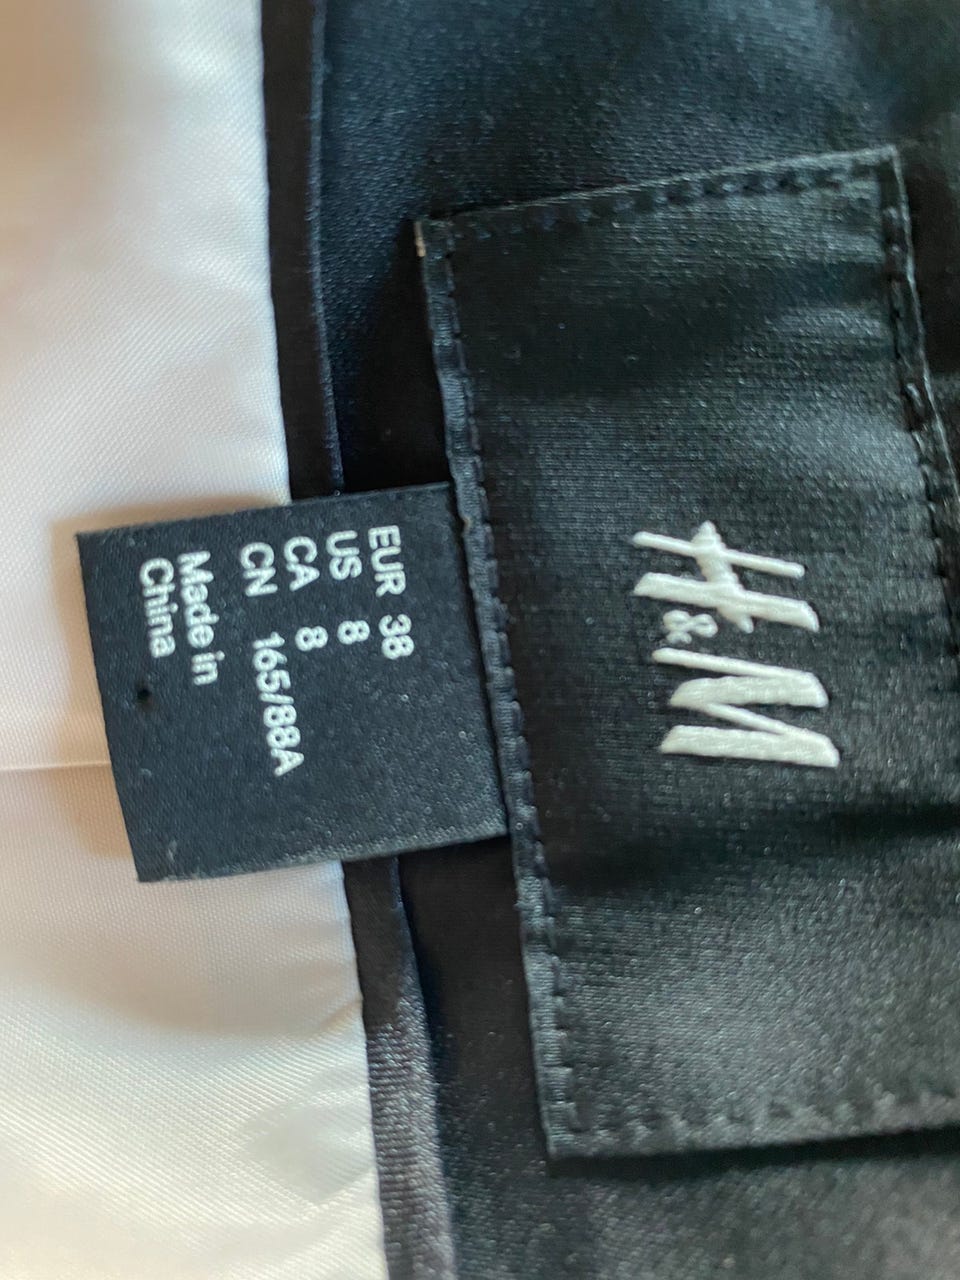 H&M
EUR 38
US 8
CA 8
CN 165/88A
Made in
China